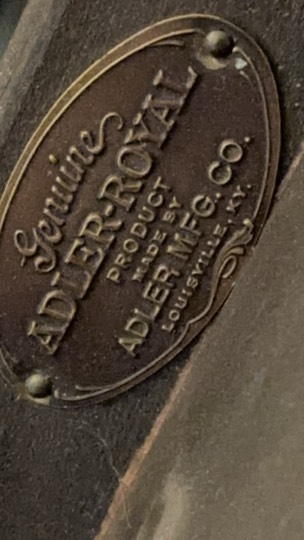 Genuine
ADLER-ROYAL
PRODUCT
MADE BY
ADLER MFG. CO.
LOUISVILLE, KY.